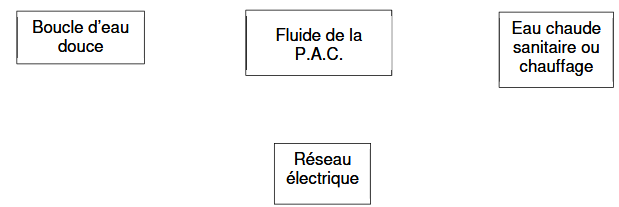 Boucle d'eau
douce
Fluide de la
P.A.C.
Eau chaude
sanitaire ou
chauffage
Réseau
électrique